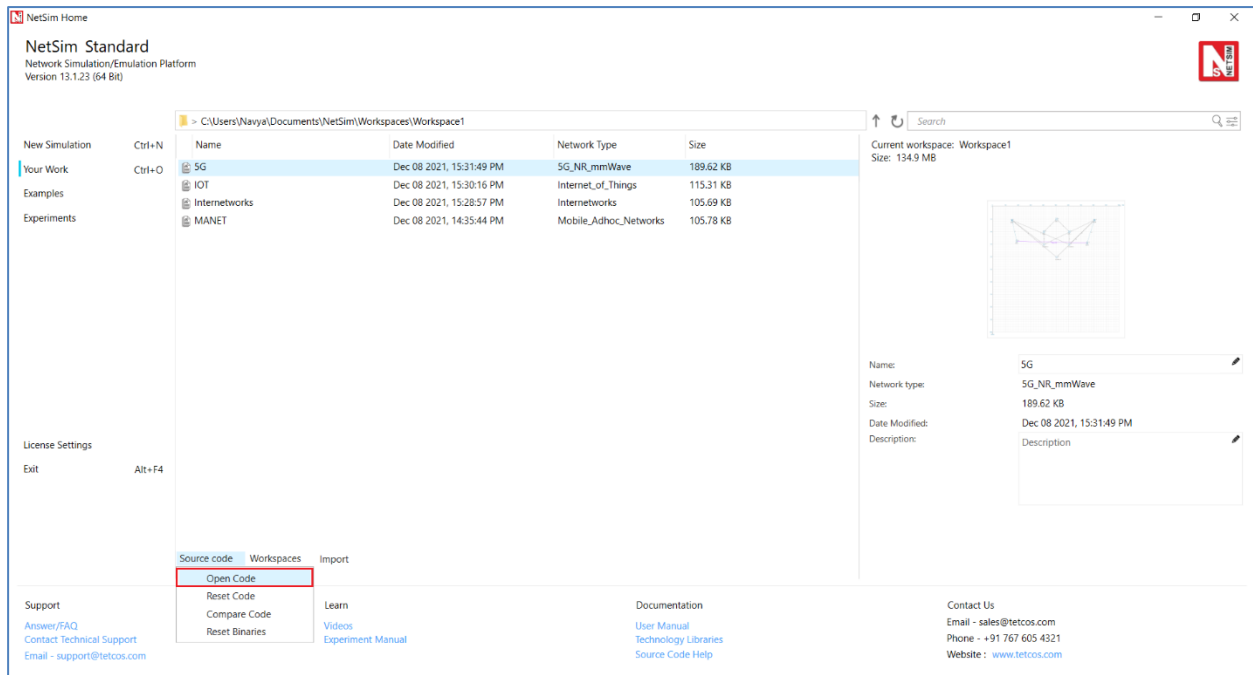 NetSim Home
NetSim Standard
Network Simulation/Emulation Platform
Version 13.1.23 (64 Bit)
NETSIM
> C:\Users\Navya\Documents\NetSim\Workspaces\Workspace1
Search
New Simulation Ctrl+N
Your Work Ctrl+O
Examples
Experiments
License Settings
Exit Alt+F4
Name Date Modified Network Type Size
5G Dec 08 2021, 15:31:49 PM 5G_NR_mmWave 189.62 KB
IOT Dec 08 2021, 15:30:16 PM Internet_of_Things 115.31 KB
Internetworks Dec 08 2021, 15:28:57 PM Internetworks 105.69 KB
MANET Dec 08 2021, 14:35:44 PM Mobile_Adhoc_Networks 105.78 KB
Current workspace: Workspace1
Size: 134.9 MB
Name: 5G
Network type: 5G_NR_mmWave
Size: 189.62 KB
Date Modified: Dec 08 2021, 15:31:49 PM
Description: Description
Source code Workspaces Import
Open Code
Reset Code
Compare Code
Reset Binaries
Support
Answer/FAQ
Contact Technical Support
Email - support@tetcos.com
Learn
Videos
Experiment Manual
Documentation
User Manual
Technology Libraries
Source Code Help
Contact Us
Email - sales@tetcos.com
Phone - +91 767 605 4321
Website : www.tetcos.com